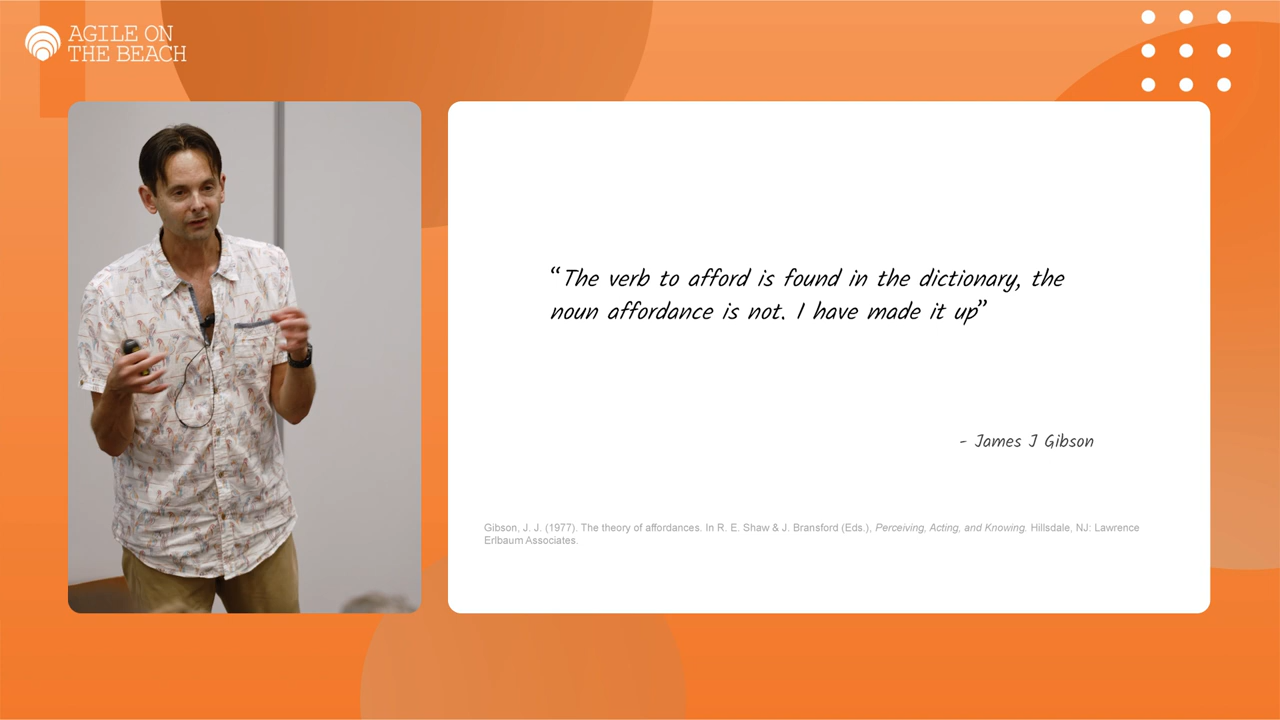 AGILE ON
THE BEACH
“The verb to afford is found in the dictionary, the
noun affordance is not. I have made it up”
- James J Gibson
Gibson, J. J. (1977). The theory of affordances. In R. E. Shaw & J. Bransford (Eds.), Perceiving, Acting, and Knowing. Hillsdale, NJ: Lawrence
Erlbaum Associates.